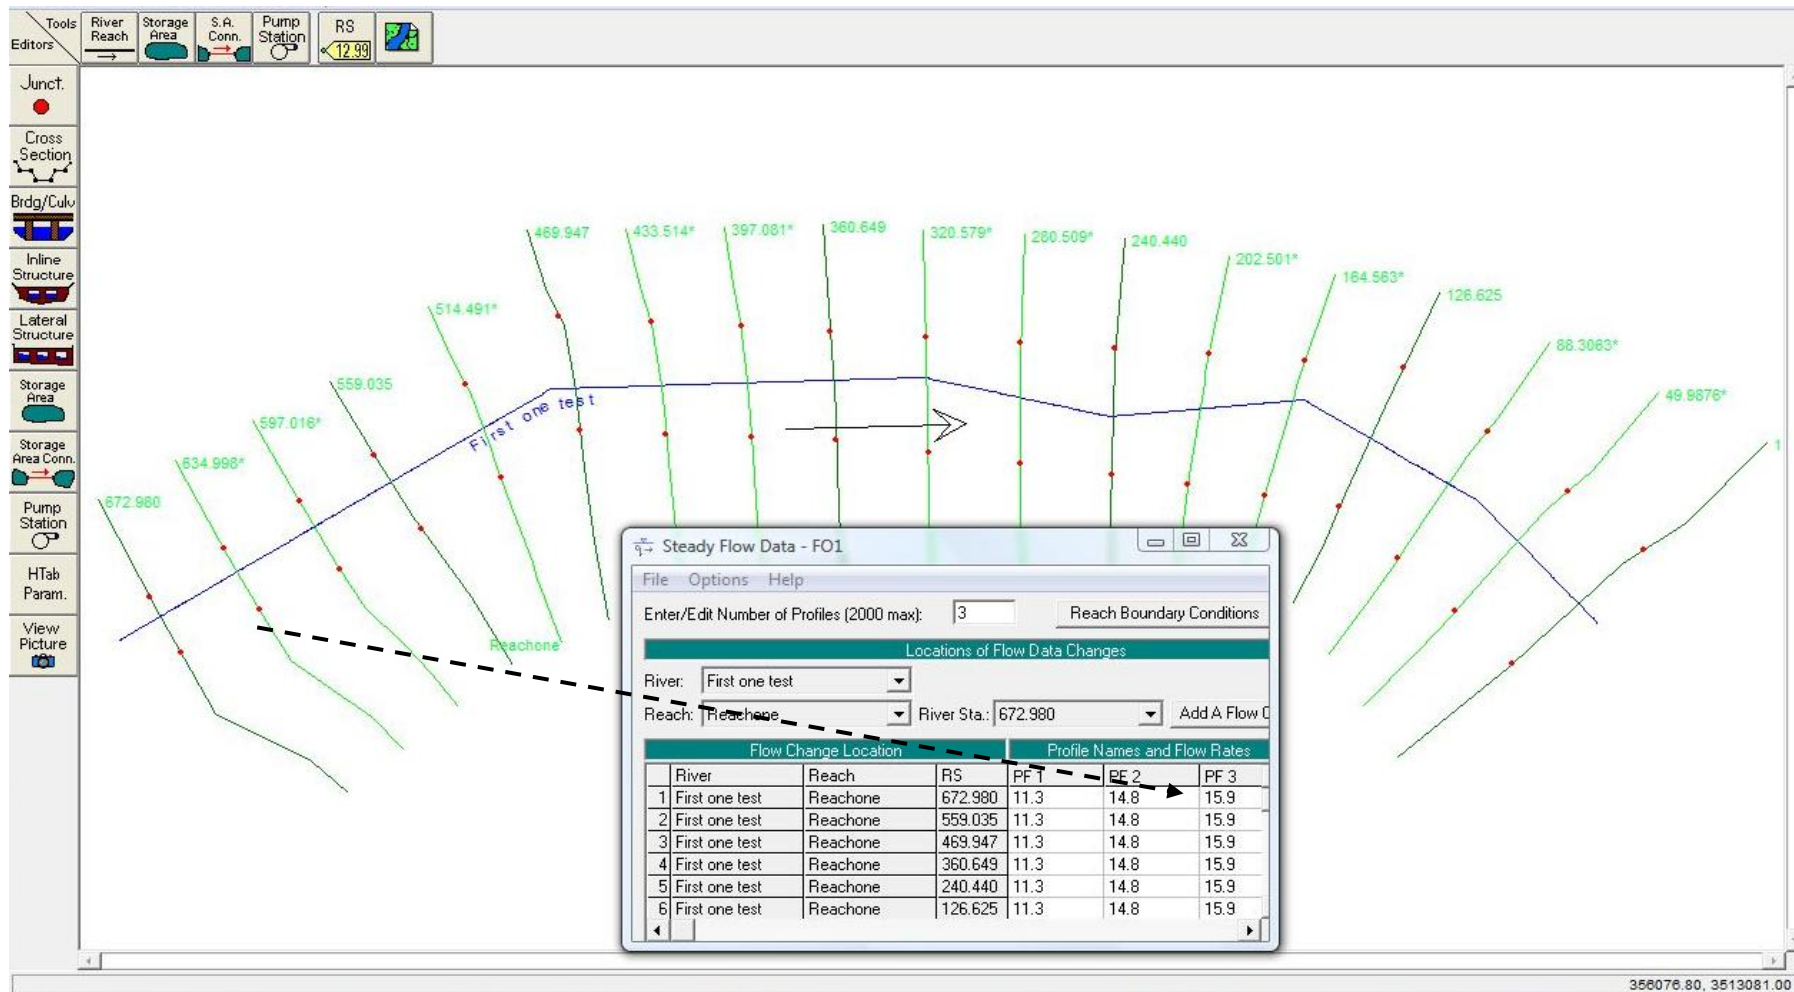 Tools
Editors
River Reach
Storage Area
S.A. Conn.
Pump Station
RS
12.99
Junct.
Cross Section
Brdg/Culv
Inline Structure
Lateral Structure
Storage Area
Storage Area Conn.
Pump Station
HTab Param.
View Picture
469.947
433.514*
397.081*
360.649
320.579*
280.509*
240.440
202.501*
164.563*
126.625
514.491*
88.3063*
559.035
49.9876*
First one test
597.016*
1
634.998*
672.980
Reachone
Steady Flow Data - FO1
File Options Help
Enter/Edit Number of Profiles (2000 max): 3 Reach Boundary Conditions
Locations of Flow Data Changes
River: First one test
Reach: Reachone River Sta.: 672.980 Add A Flow C
Flow Change Location Profile Names and Flow Rates
River Reach RS PF 1 PF 2 PF 3
1 First one test Reachone 672.980 11.3 14.8 15.9
2 First one test Reachone 559.035 11.3 14.8 15.9
3 First one test Reachone 469.947 11.3 14.8 15.9
4 First one test Reachone 360.649 11.3 14.8 15.9
5 First one test Reachone 240.440 11.3 14.8 15.9
6 First one test Reachone 126.625 11.3 14.8 15.9
356076.80, 3513081.00